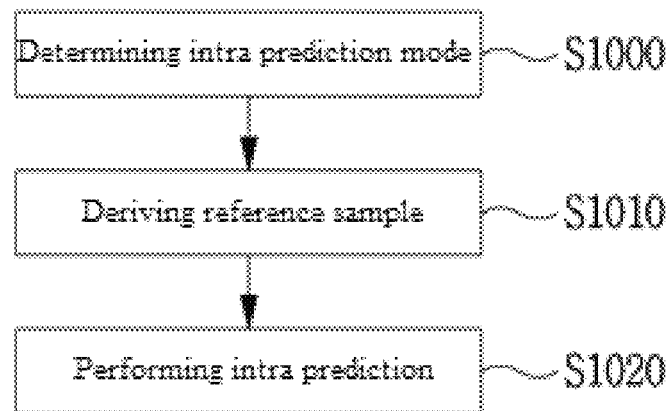 Determining intra prediction mode S1000
Deriving reference sample S1010
Performing intra prediction S1020